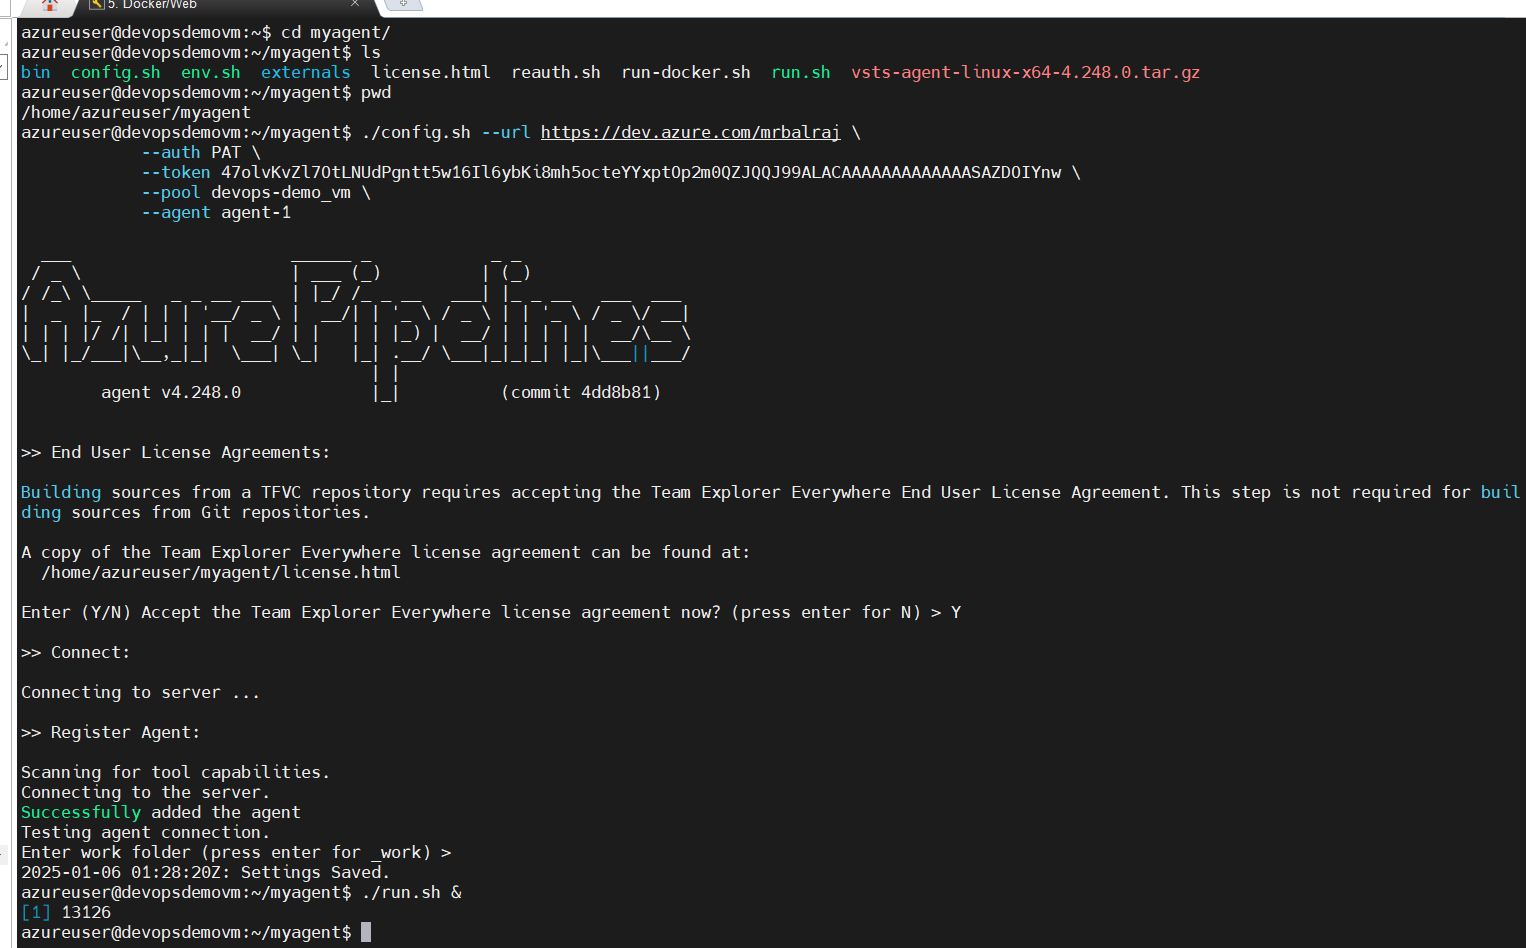 5. Docker/Web
azureuser@devopsdemovm:~$ cd myagent/
azureuser@devopsdemovm:~/myagent$ ls
bin  config.sh  env.sh  externals  license.html  reauth.sh  run-docker.sh  run.sh  vsts-agent-linux-x64-4.248.0.tar.gz
azureuser@devopsdemovm:~/myagent$ pwd
/home/azureuser/myagent
azureuser@devopsdemovm:~/myagent$ ./config.sh --url https://dev.azure.com/mrbalraj \
            --auth PAT \
            --token 47olvKvZl7OtLNUdPgntt5w16Il6ybKi8mh5octeYYxptOp2m0QZJQQJ99ALACAAAAAAAAAAAAASAZDOIYnw \
            --pool devops-demo_vm \
            --agent agent-1
Azure Pipelines
agent v4.248.0             (commit 4dd8b81)
>> End User License Agreements:
Building sources from a TFVC repository requires accepting the Team Explorer Everywhere End User License Agreement. This step is not required for buil
ding sources from Git repositories.
A copy of the Team Explorer Everywhere license agreement can be found at:
  /home/azureuser/myagent/license.html
Enter (Y/N) Accept the Team Explorer Everywhere license agreement now? (press enter for N) > Y
>> Connect:
Connecting to server ...
>> Register Agent:
Scanning for tool capabilities.
Connecting to the server.
Successfully added the agent
Testing agent connection.
Enter work folder (press enter for _work) >
2025-01-06 01:28:20Z: Settings Saved.
azureuser@devopsdemovm:~/myagent$ ./run.sh &
[1] 13126
azureuser@devopsdemovm:~/myagent$